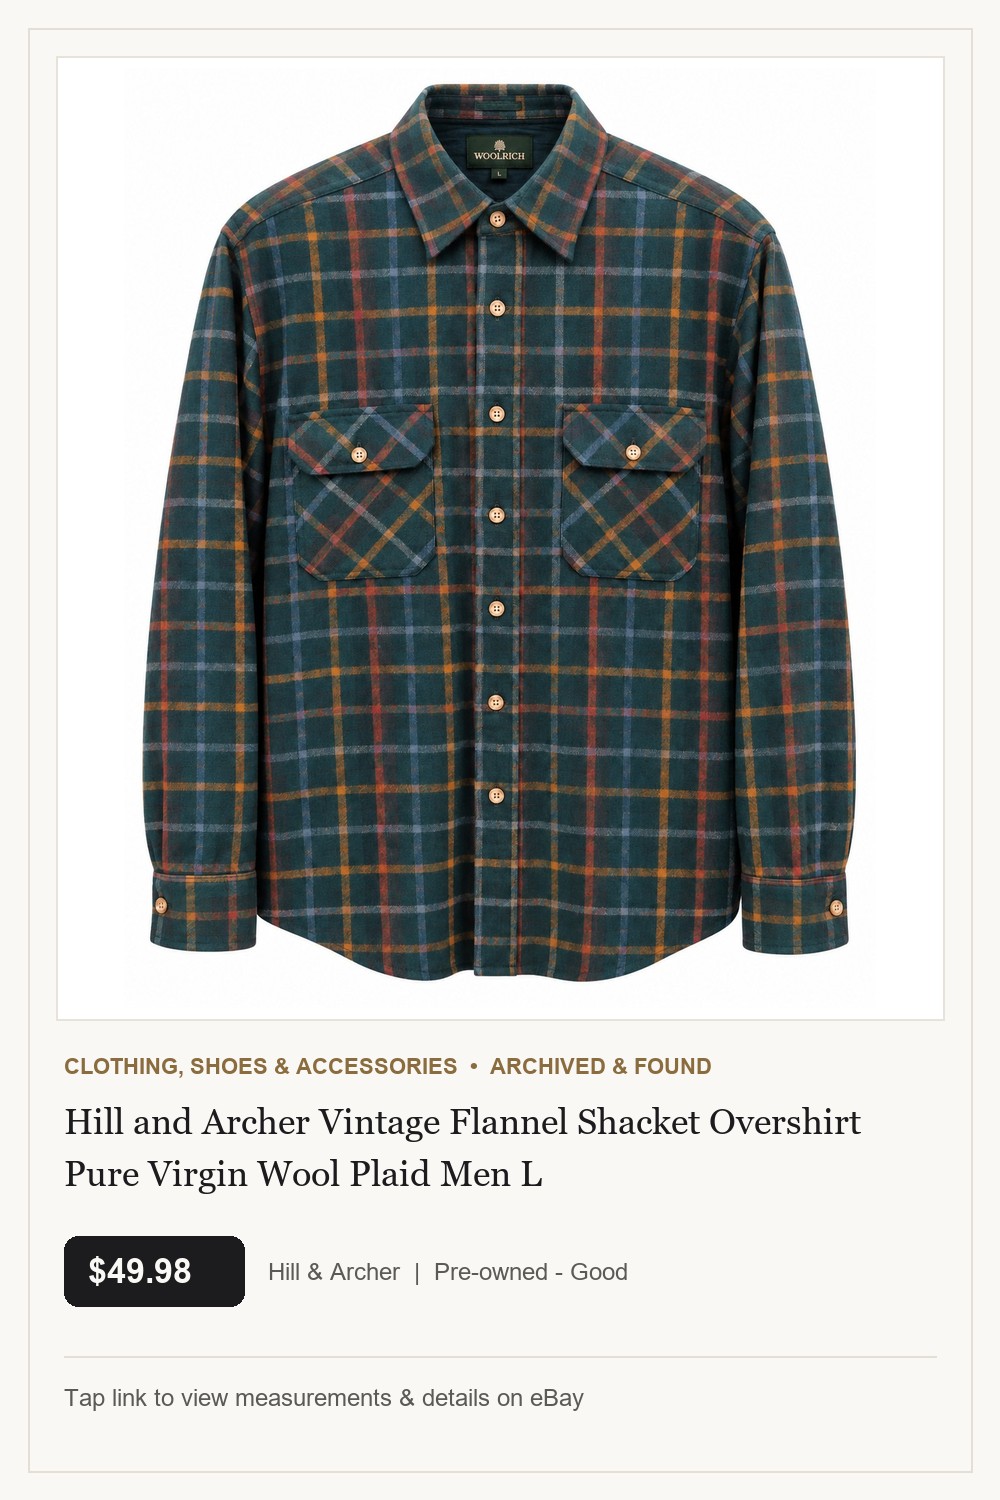 WOOLRICH
L
CLOTHING, SHOES & ACCESSORIES • ARCHIVED & FOUND
Hill and Archer Vintage Flannel Shacket Overshirt
Pure Virgin Wool Plaid Men L
$49.98
Hill & Archer | Pre-owned - Good
Tap link to view measurements & details on eBay